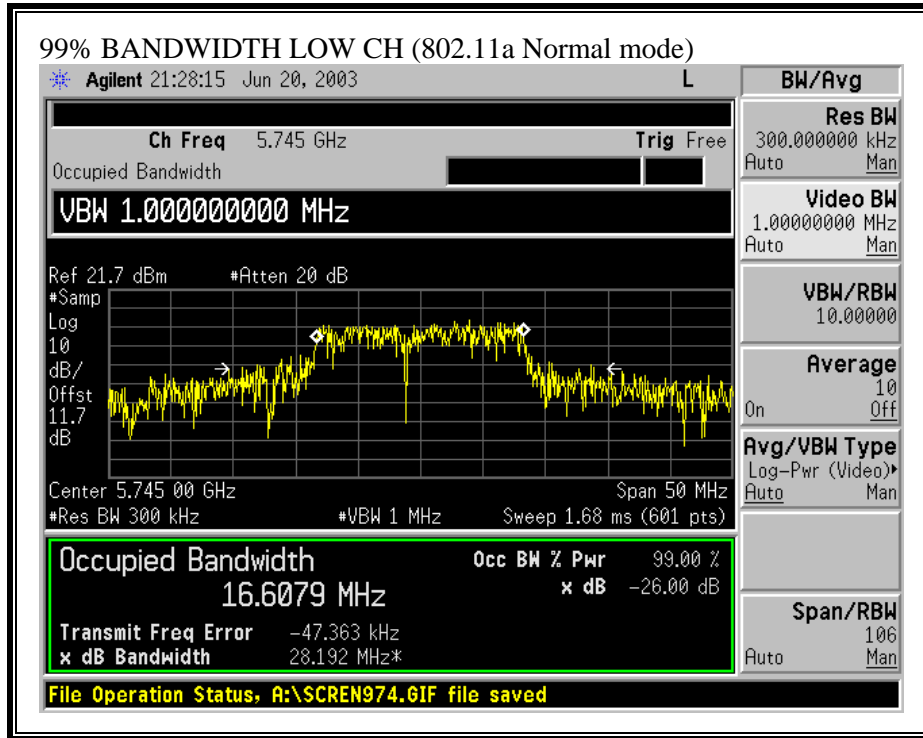 99% BANDWIDTH LOW CH (802.11a Normal mode)
Agilent 21:28:15 Jun 20, 2003 L
Ch Freq 5.745 GHz Trig Free
Occupied Bandwidth
VBW 1.000000000 MHz
Ref 21.7 dBm #Atten 20 dB
#Samp
Log
10
dB/
Offst
11.7
dB
Center 5.745 00 GHz Span 50 MHz
#Res BW 300 kHz #VBW 1 MHz Sweep 1.68 ms (601 pts)
Occupied Bandwidth Occ BW % Pwr 99.00 %
16.6079 MHz x dB -26.00 dB
Transmit Freq Error -47.363 kHz
x dB Bandwidth 28.192 MHz*
File Operation Status, A:\SCREN974.GIF file saved
BW/Avg
Res BW
300.000000 kHz
Auto Man
Video BW
1.00000000 MHz
Auto Man
VBW/RBW
10.00000
Average
10
On Off
Avg/VBW Type
Log-Pwr (Video)▸
Auto Man
Span/RBW
106
Auto Man